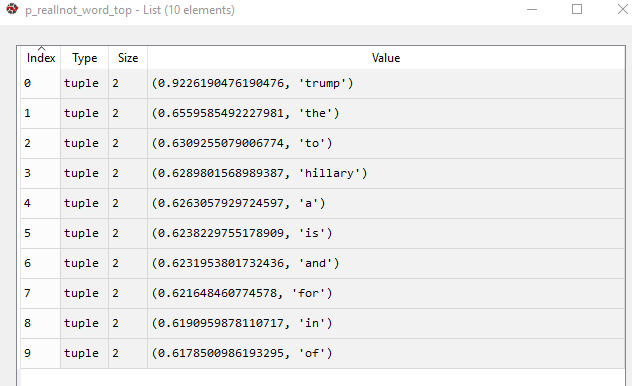 p_reallnot_word_top - List (10 elements)
Index Type Size Value
0 tuple 2 (0.9226190476190476, 'trump')
1 tuple 2 (0.6559585492227981, 'the')
2 tuple 2 (0.6309255079006774, 'to')
3 tuple 2 (0.6289801568989387, 'hillary')
4 tuple 2 (0.6263057929724597, 'a')
5 tuple 2 (0.6238229755178909, 'is')
6 tuple 2 (0.6231953801732436, 'and')
7 tuple 2 (0.621648460774578, 'for')
8 tuple 2 (0.6190959878110717, 'in')
9 tuple 2 (0.6178500986193295, 'of')